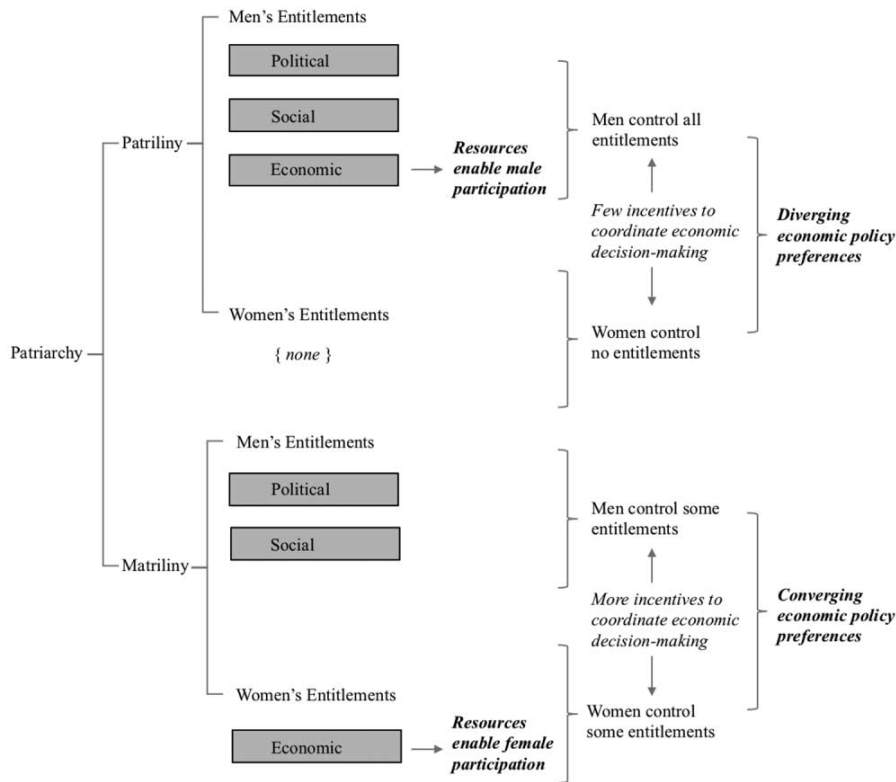 Men’s Entitlements
Political
Social
Economic
Patriliny
Resources
enable male
participation
Men control all
entitlements
Few incentives to
coordinate economic
decision-making
Diverging
economic policy
preferences
Women’s Entitlements
{ none }
Women control
no entitlements
Patriarchy
Men’s Entitlements
Political
Social
Matriliny
Men control some
entitlements
More incentives to
coordinate economic
decision-making
Converging
economic policy
preferences
Women’s Entitlements
Economic
Resources
enable female
participation
Women control
some entitlements